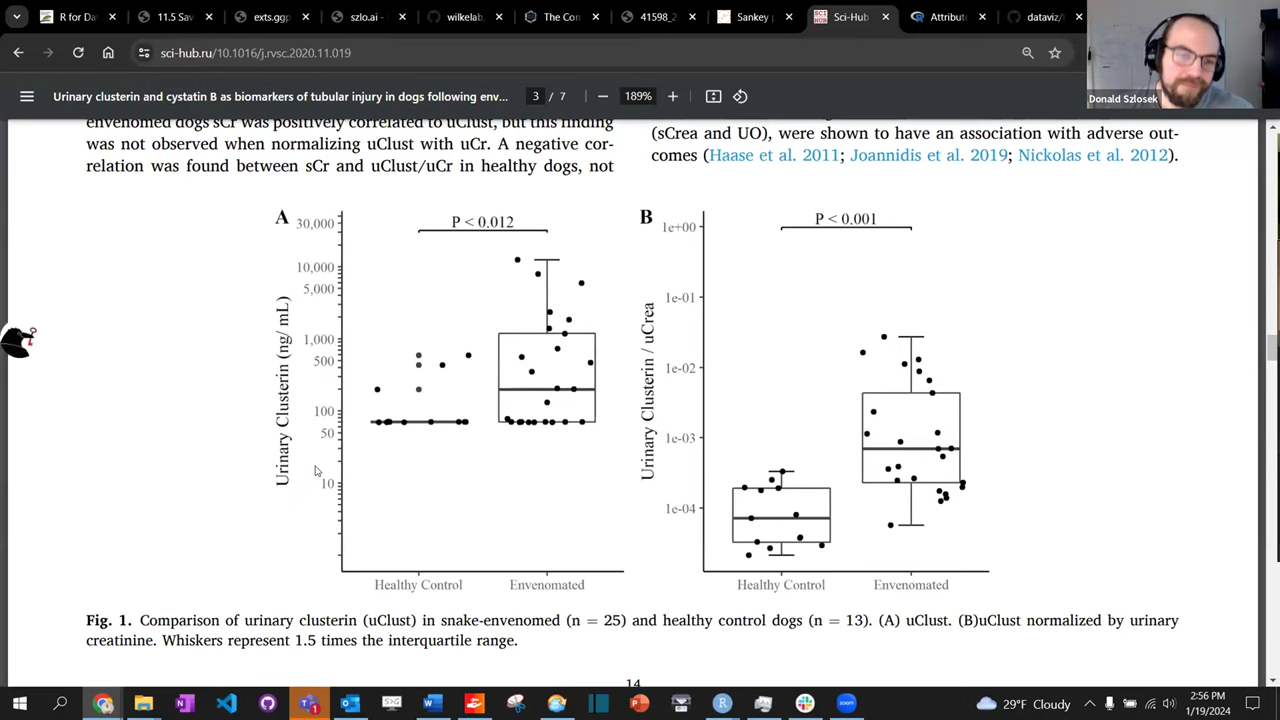 R for Da
11.5 Sav
exts.ggp
szlo.ai -
wilkelab.
Envenoma
The Con
41598_2
Sankey p
Sci-Hub
Attribute
dataviz/
sci-hub.ru/10.1016/j.rvsc.2020.11.019
Urinary clusterin and cystatin B as biomarkers of tubular injury in dogs following env...
3 / 7
189%
Donald Szlosek
envenomed dogs sCr was positively correlated to uClust, but this finding
was not observed when normalizing uClust with uCr. A negative cor-
relation was found between sCr and uClust/uCr in healthy dogs, not
(sCrea and UO), were shown to have an association with adverse out-
comes (Haase et al. 2011; Joannidis et al. 2019; Nickolas et al. 2012).
A
P < 0.012
30,000
10,000
5,000
1,000
500
100
50
10
Urinary Clusterin (ng/ mL)
Healthy Control
Envenomated
B
P < 0.001
1e+00
1e-01
1e-02
1e-03
1e-04
Urinary Clusterin / uCrea
Healthy Control
Envenomated
Fig. 1. Comparison of urinary clusterin (uClust) in snake-envenomed (n = 25) and healthy control dogs (n = 13). (A) uClust. (B)uClust normalized by urinary
creatinine. Whiskers represent 1.5 times the interquartile range.
14
29°F Cloudy
2:56 PM
1/19/2024